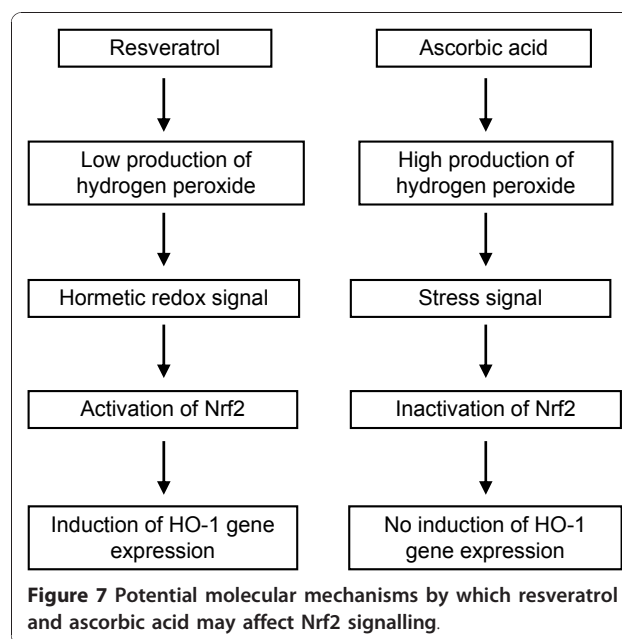 Resveratrol
Low production of
hydrogen peroxide
Hormetic redox signal
Activation of Nrf2
Induction of HO-1 gene
expression
Ascorbic acid
High production of
hydrogen peroxide
Stress signal
Inactivation of Nrf2
No induction of HO-1
gene expression
Figure 7 Potential molecular mechanisms by which resveratrol
and ascorbic acid may affect Nrf2 signalling.